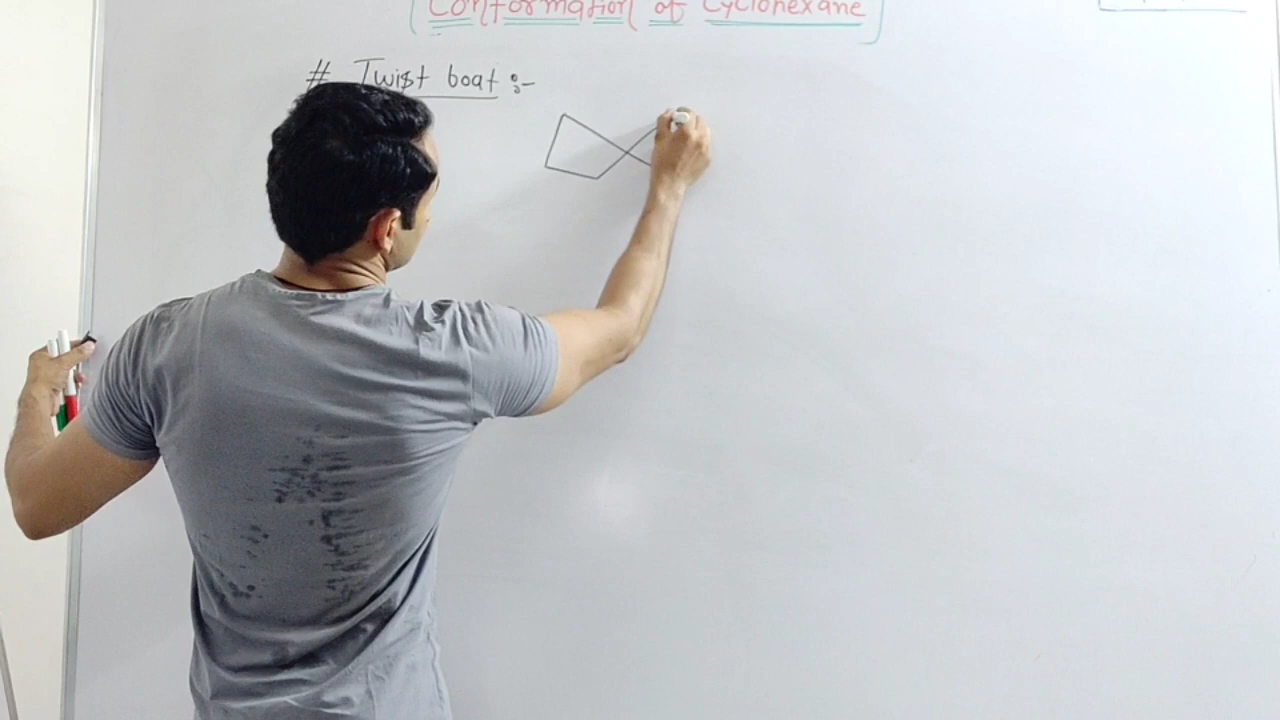 Conformation of Cyclohexane
# Twist boat :-